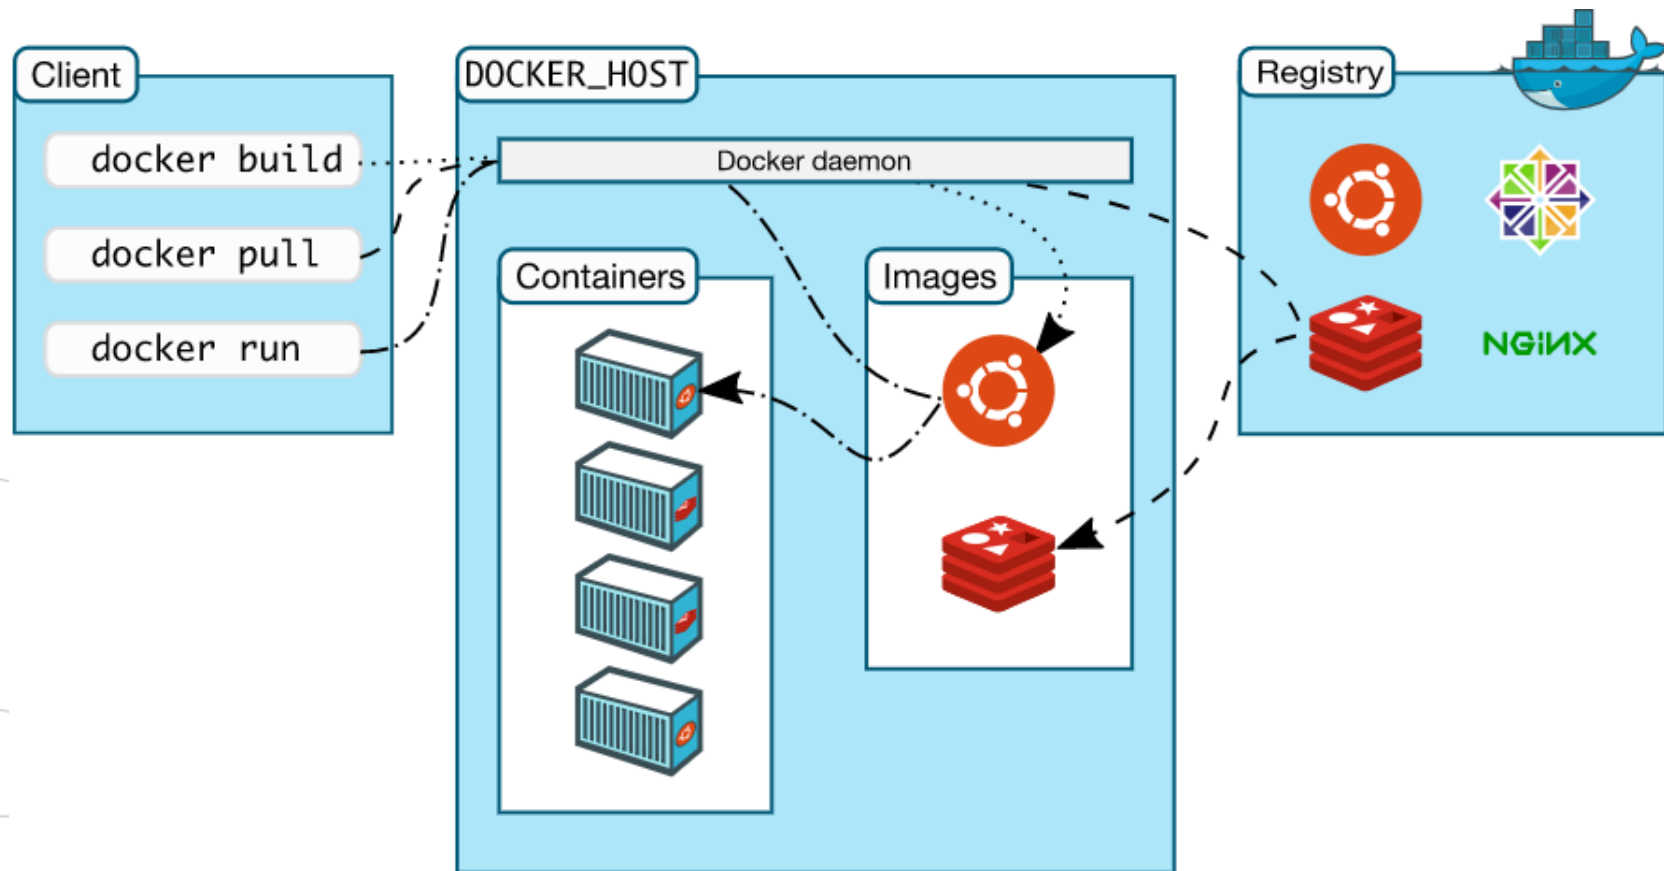 Client
docker build
docker pull
docker run
DOCKER_HOST
Docker daemon
Containers
Images
Registry
NGiNX